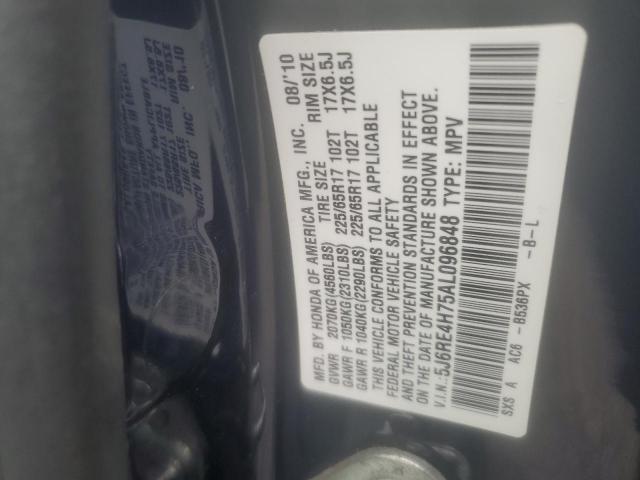 MFD. BY HONDA OF AMERICA MFG., INC. 08/'10
TIRE SIZE RIM SIZE
GVWR 2070KG(4560LBS) 225/65R17 102T 17X6.5J
GAWR F 1050KG(2310LBS) 225/65R17 102T 17X6.5J
GAWR R 1040KG(2290LBS)
THIS VEHICLE CONFORMS TO ALL APPLICABLE
FEDERAL MOTOR VEHICLE SAFETY
AND THEFT PREVENTION STANDARDS IN EFFECT
ON THE DATE OF MANUFACTURE SHOWN ABOVE.
V.I.N.: 5J6RE4H75AL096848 TYPE: MPV
SXS A AC6 -B536PX -B-L